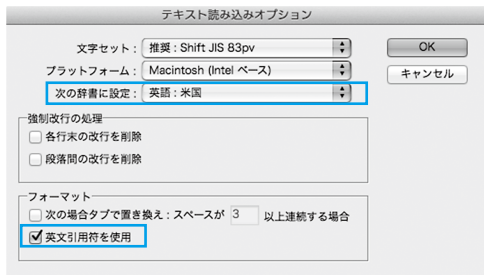 テキスト読み込みオプション
文字セット： 推奨：Shift JIS 83pv
OK
プラットフォーム： Macintosh (Intel ベース)
キャンセル
次の辞書に設定： 英語：米国
強制改行の処理
各行末の改行を削除
段落間の改行を削除
フォーマット
次の場合タブで置き換え：スペースが 3 以上連続する場合
英文引用符を使用